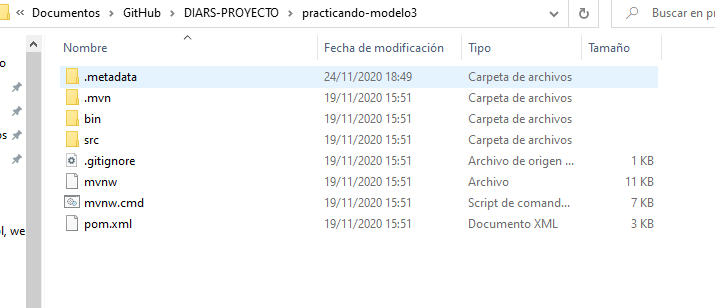 Documentos > GitHub > DIARS-PROYECTO > practicando-modelo3
Buscar en pr
Nombre Fecha de modificación Tipo Tamaño
.metadata 24/11/2020 18:49 Carpeta de archivos
.mvn 19/11/2020 15:51 Carpeta de archivos
bin 19/11/2020 15:51 Carpeta de archivos
src 19/11/2020 15:51 Carpeta de archivos
.gitignore 19/11/2020 15:51 Archivo de origen ... 1 KB
mvnw 19/11/2020 15:51 Archivo 11 KB
mvnw.cmd 19/11/2020 15:51 Script de comand... 7 KB
pom.xml 19/11/2020 15:51 Documento XML 3 KB